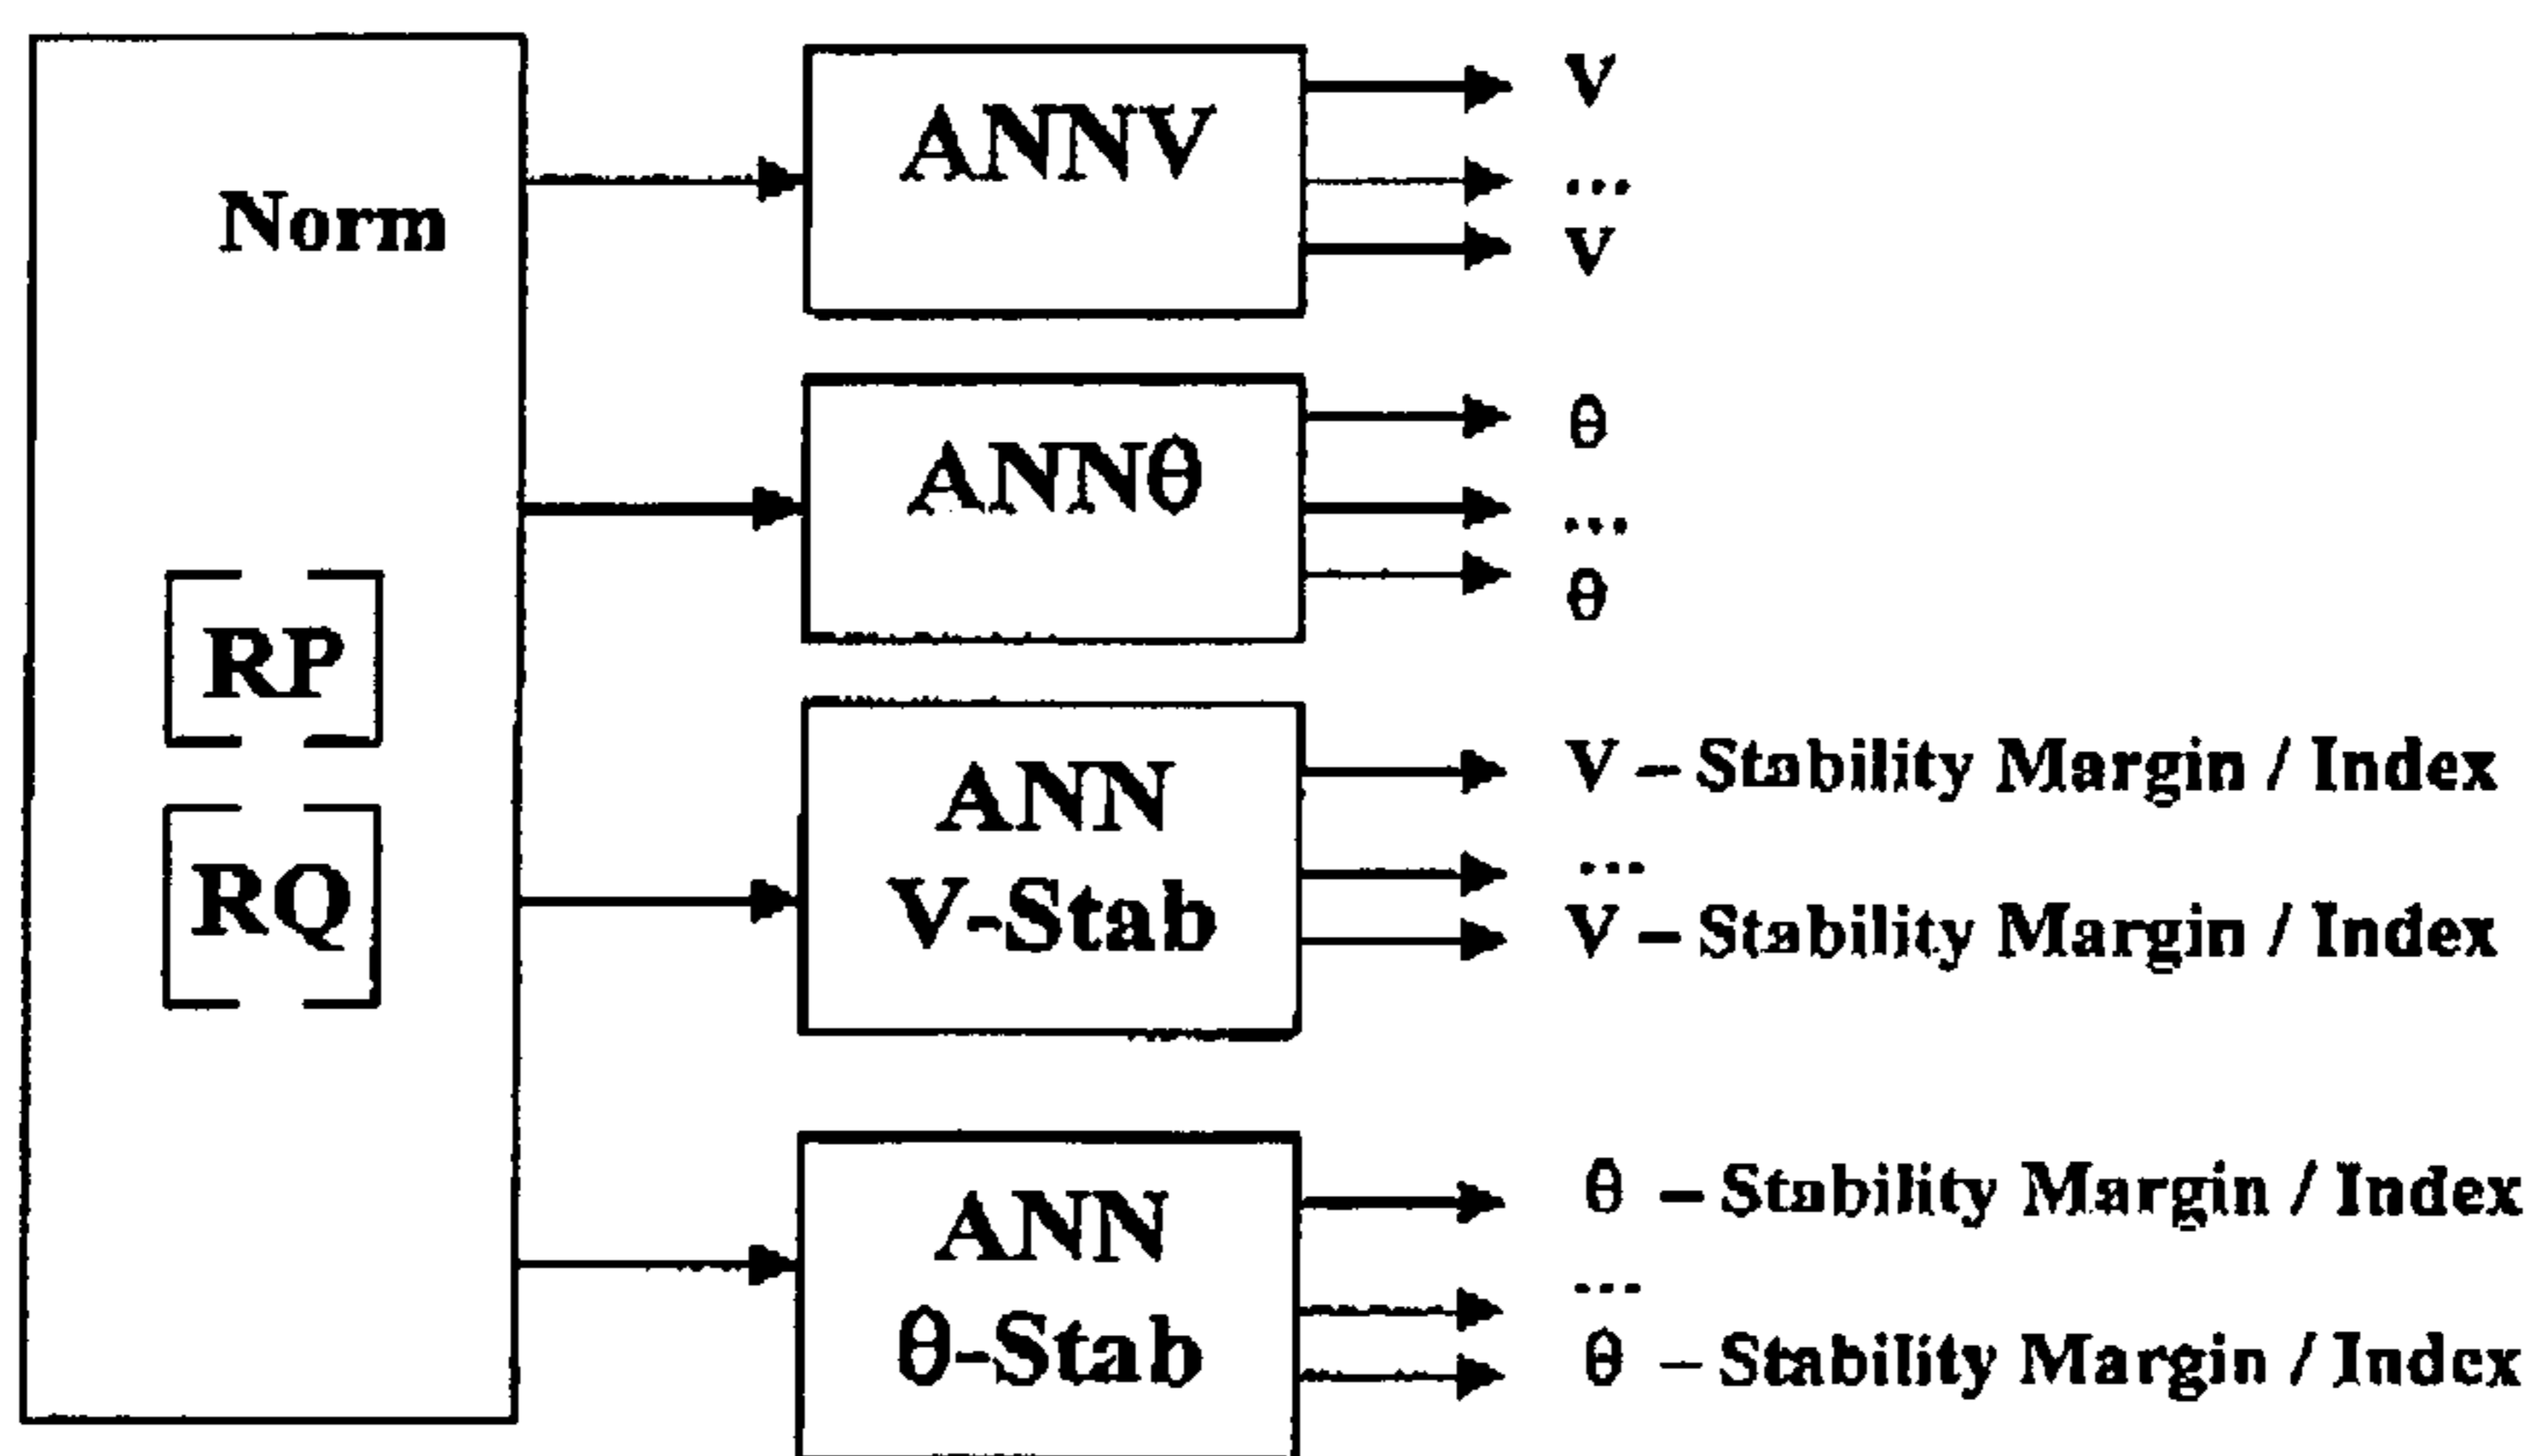 Norm
RP
RQ
ANNV
V
...
V
ANNθ
θ
...
θ
ANN
V-Stab
V – Stability Margin / Index
...
V – Stability Margin / Index
ANN
θ-Stab
θ – Stability Margin / Index
...
θ – Stability Margin / Index